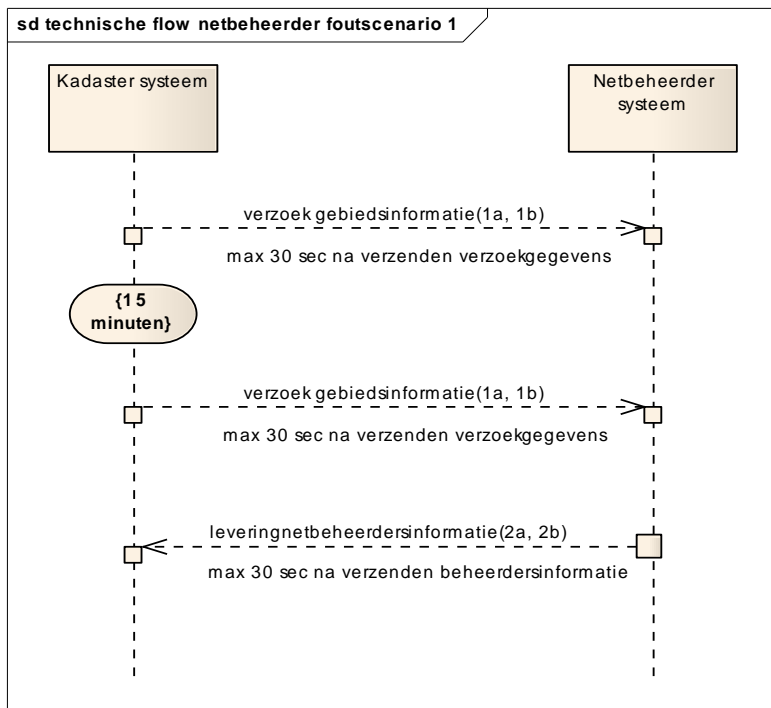 sd technische flow netbeheerder foutscenario 1
Kadaster systeem
Netbeheerder
systeem
verzoek gebiedsinformatie(1a, 1b)
max 30 sec na verzenden verzoekgegevens
{15
minuten}
verzoek gebiedsinformatie(1a, 1b)
max 30 sec na verzenden verzoekgegevens
leveringnetbeheerdersinformatie(2a, 2b)
max 30 sec na verzenden beheerdersinformatie